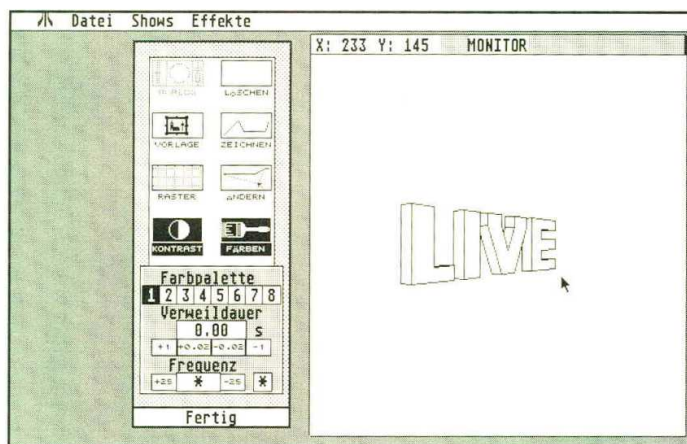 Datei Shows Effekte
X: 233 Y: 145 MONITOR
LöSCHEN
VORLAGE ZEICHNEN
RASTER äNDERN
KONTRAST FäRBEN
Farbpalette
1 2 3 4 5 6 7 8
Verweildauer
0.00 s
+1 +0.02 -0.02 -1
Frequenz
+25 * -25 *
Fertig
LIVE